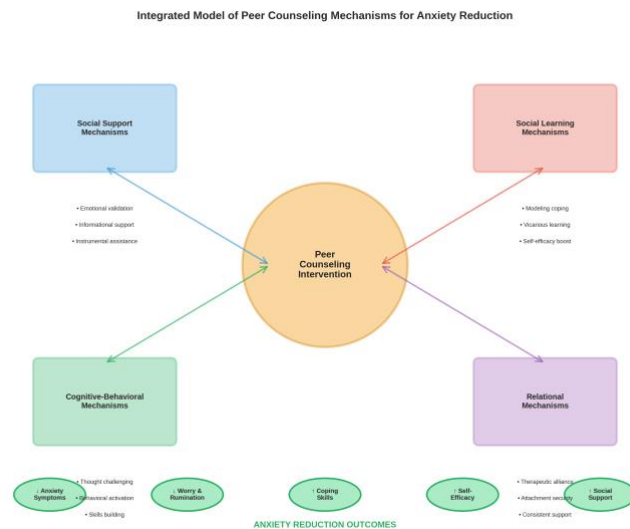 Integrated Model of Peer Counseling Mechanisms for Anxiety Reduction
Social Support
Mechanisms
• Emotional validation
• Informational support
• Instrumental assistance
Social Learning
Mechanisms
• Modeling coping
• Vicarious learning
• Self-efficacy boost
Peer
Counseling
Intervention
Cognitive-Behavioral
Mechanisms
• Thought challenging
• Behavioral activation
• Skills building
Relational
Mechanisms
• Therapeutic alliance
• Attachment security
• Consistent support
↓ Anxiety
Symptoms
↓ Worry &
Rumination
↑ Coping
Skills
↑ Self-
Efficacy
↑ Social
Support
ANXIETY REDUCTION OUTCOMES